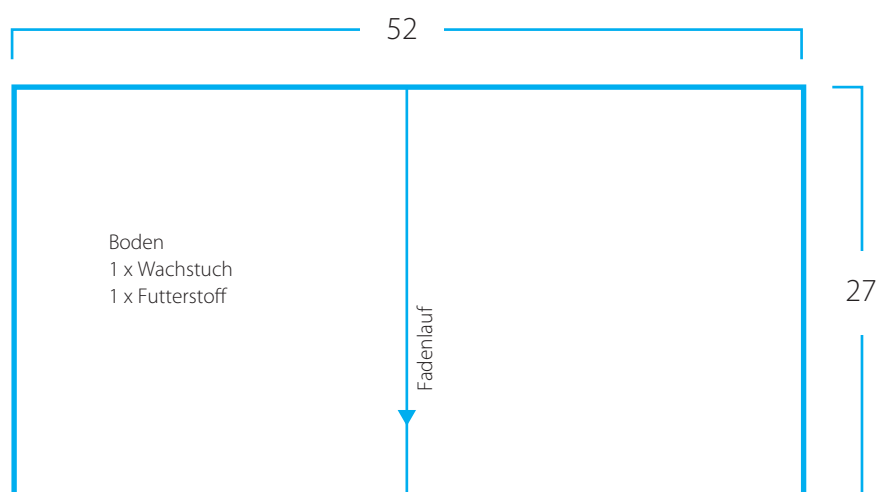 52
Boden
1 x Wachstuch
1 x Futterstoff
27
Fadenlauf